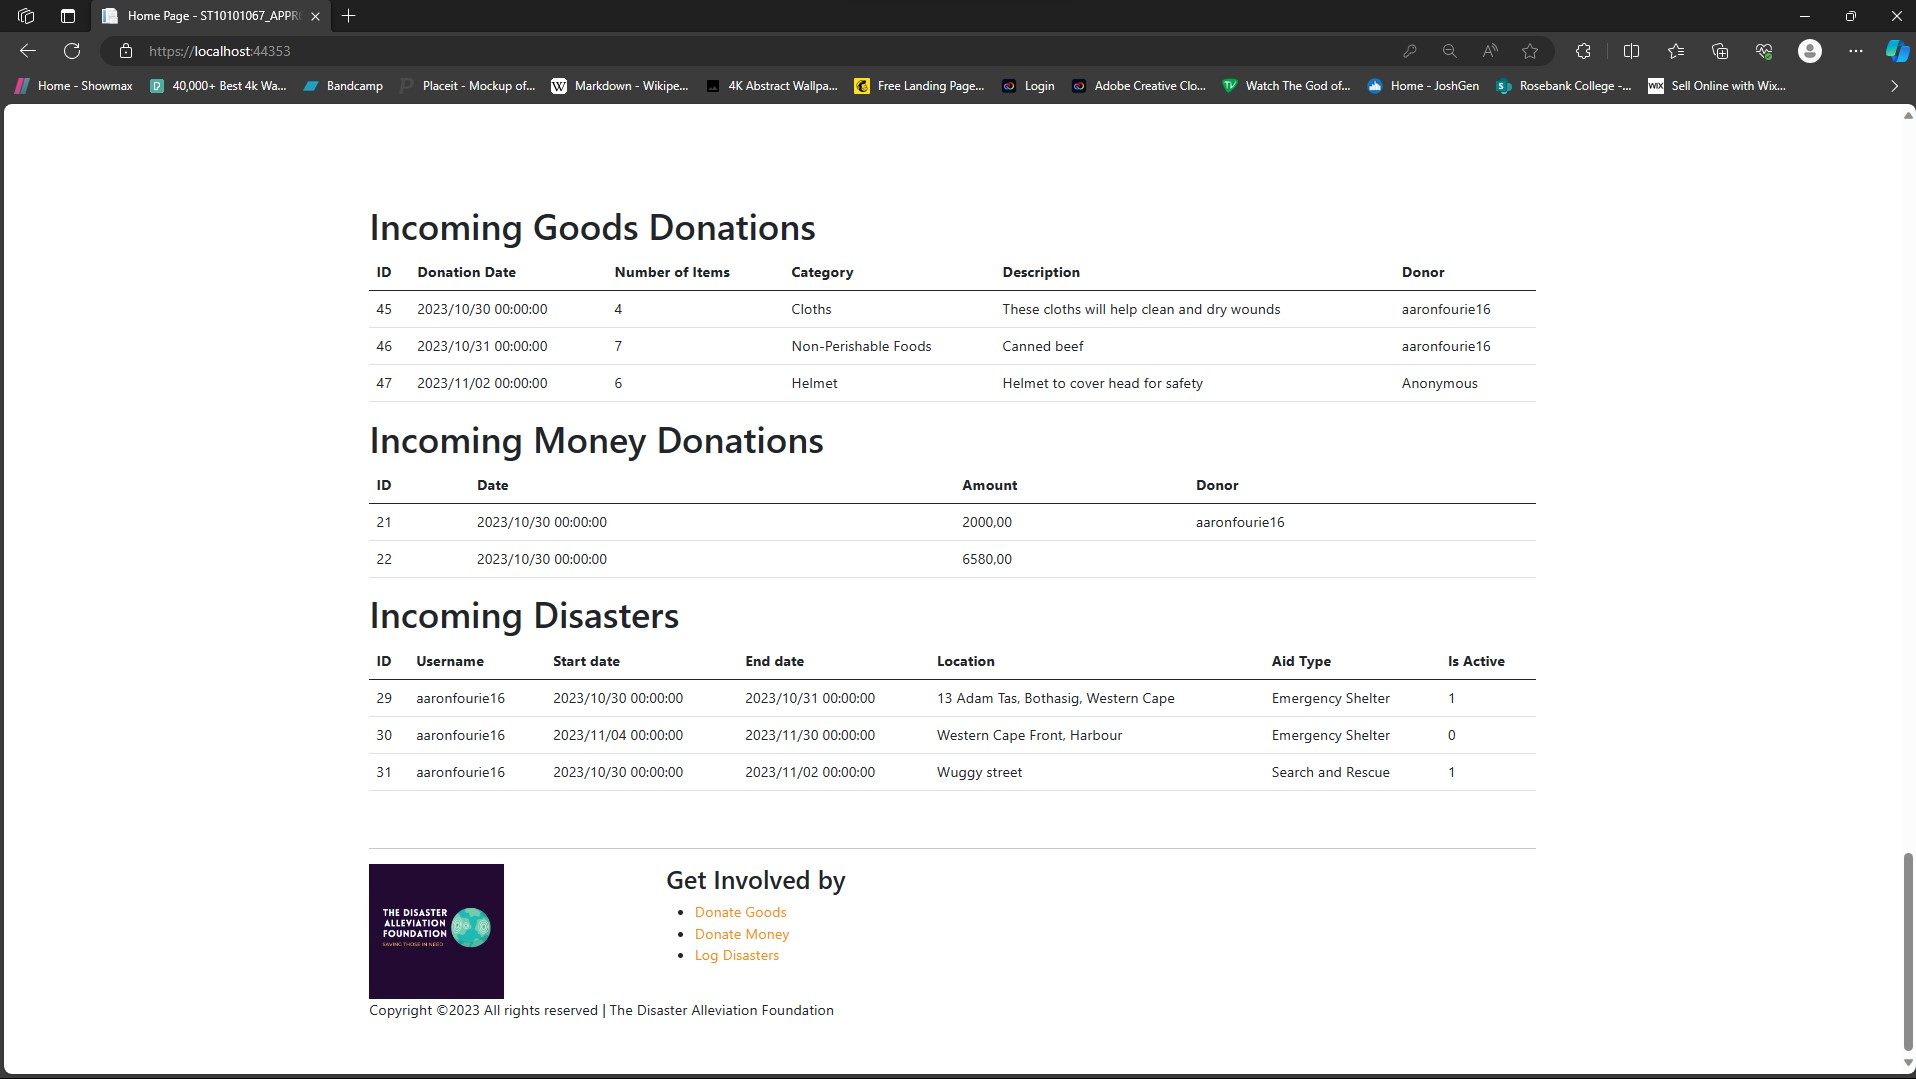 Home Page - ST10101067_APPR
https://localhost:44353
Home - Showmax
40,000+ Best 4k Wa...
Bandcamp
Placeit - Mockup of...
Markdown - Wikipe...
4K Abstract Wallpa...
Free Landing Page...
Login
Adobe Creative Clo...
Watch The God of...
Home - JoshGen
Rosebank College -...
Sell Online with Wix...
Incoming Goods Donations
ID Donation Date Number of Items Category Description Donor
45 2023/10/30 00:00:00 4 Cloths These cloths will help clean and dry wounds aaronfourie16
46 2023/10/31 00:00:00 7 Non-Perishable Foods Canned beef aaronfourie16
47 2023/11/02 00:00:00 6 Helmet Helmet to cover head for safety Anonymous
Incoming Money Donations
ID Date Amount Donor
21 2023/10/30 00:00:00 2000,00 aaronfourie16
22 2023/10/30 00:00:00 6580,00
Incoming Disasters
ID Username Start date End date Location Aid Type Is Active
29 aaronfourie16 2023/10/30 00:00:00 2023/10/31 00:00:00 13 Adam Tas, Bothasig, Western Cape Emergency Shelter 1
30 aaronfourie16 2023/11/04 00:00:00 2023/11/30 00:00:00 Western Cape Front, Harbour Emergency Shelter 0
31 aaronfourie16 2023/10/30 00:00:00 2023/11/02 00:00:00 Wuggy street Search and Rescue 1
THE DISASTER
ALLEVIATION
FOUNDATION
SAVING THOSE IN NEED
Get Involved by
Donate Goods
Donate Money
Log Disasters
Copyright ©2023 All rights reserved | The Disaster Alleviation Foundation